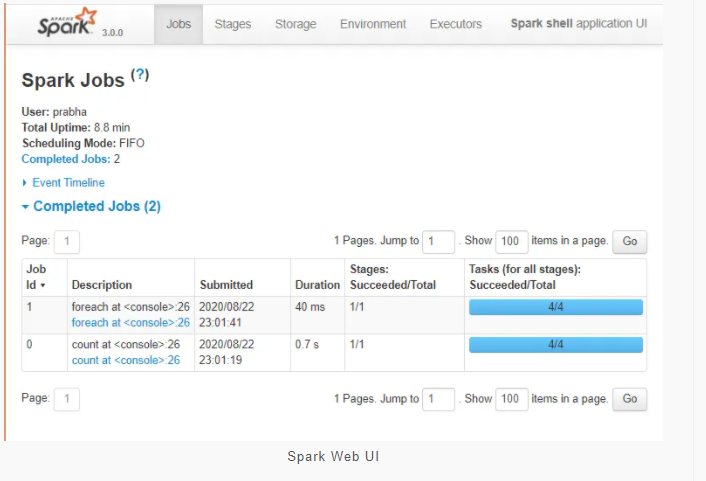 APACHE
Spark 3.0.0 Jobs Stages Storage Environment Executors Spark shell application UI
Spark Jobs (?)
User: prabha
Total Uptime: 8.8 min
Scheduling Mode: FIFO
Completed Jobs: 2
Event Timeline
Completed Jobs (2)
Page: 1 1 Pages. Jump to 1 . Show 100 items in a page. Go
Job Id ▾ Description Submitted Duration Stages: Succeeded/Total Tasks (for all stages): Succeeded/Total
1 foreach at <console>:26 2020/08/22 40 ms 1/1 4/4
foreach at <console>:26 23:01:41
0 count at <console>:26 2020/08/22 0.7 s 1/1 4/4
count at <console>:26 23:01:19
Page: 1 1 Pages. Jump to 1 . Show 100 items in a page. Go
Spark Web UI